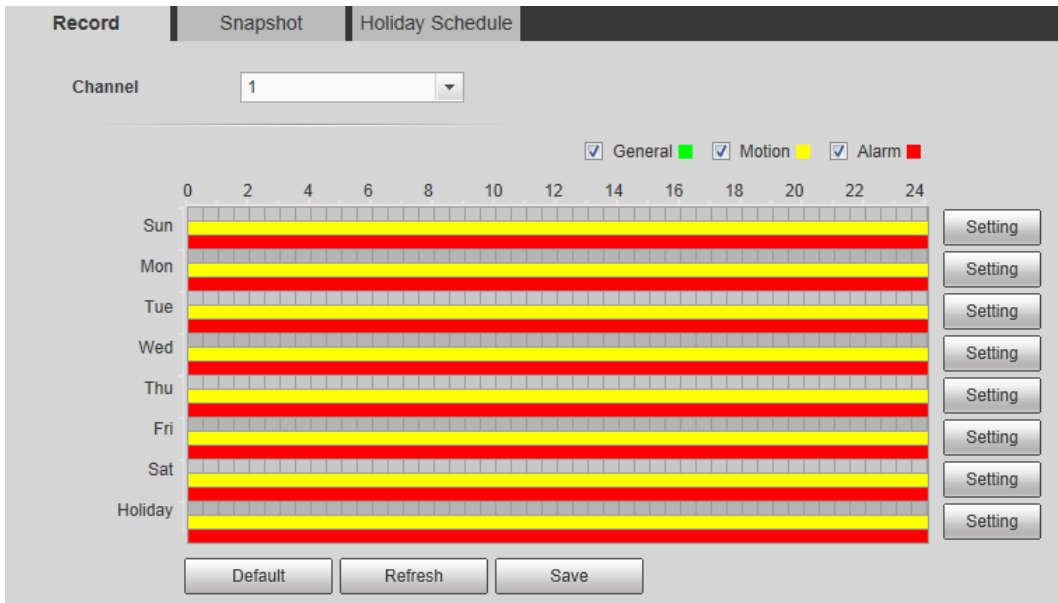 Record Snapshot Holiday Schedule
Channel 1
General Motion Alarm
0 2 4 6 8 10 12 14 16 18 20 22 24
Sun Setting
Mon Setting
Tue Setting
Wed Setting
Thu Setting
Fri Setting
Sat Setting
Holiday Setting
Default Refresh Save